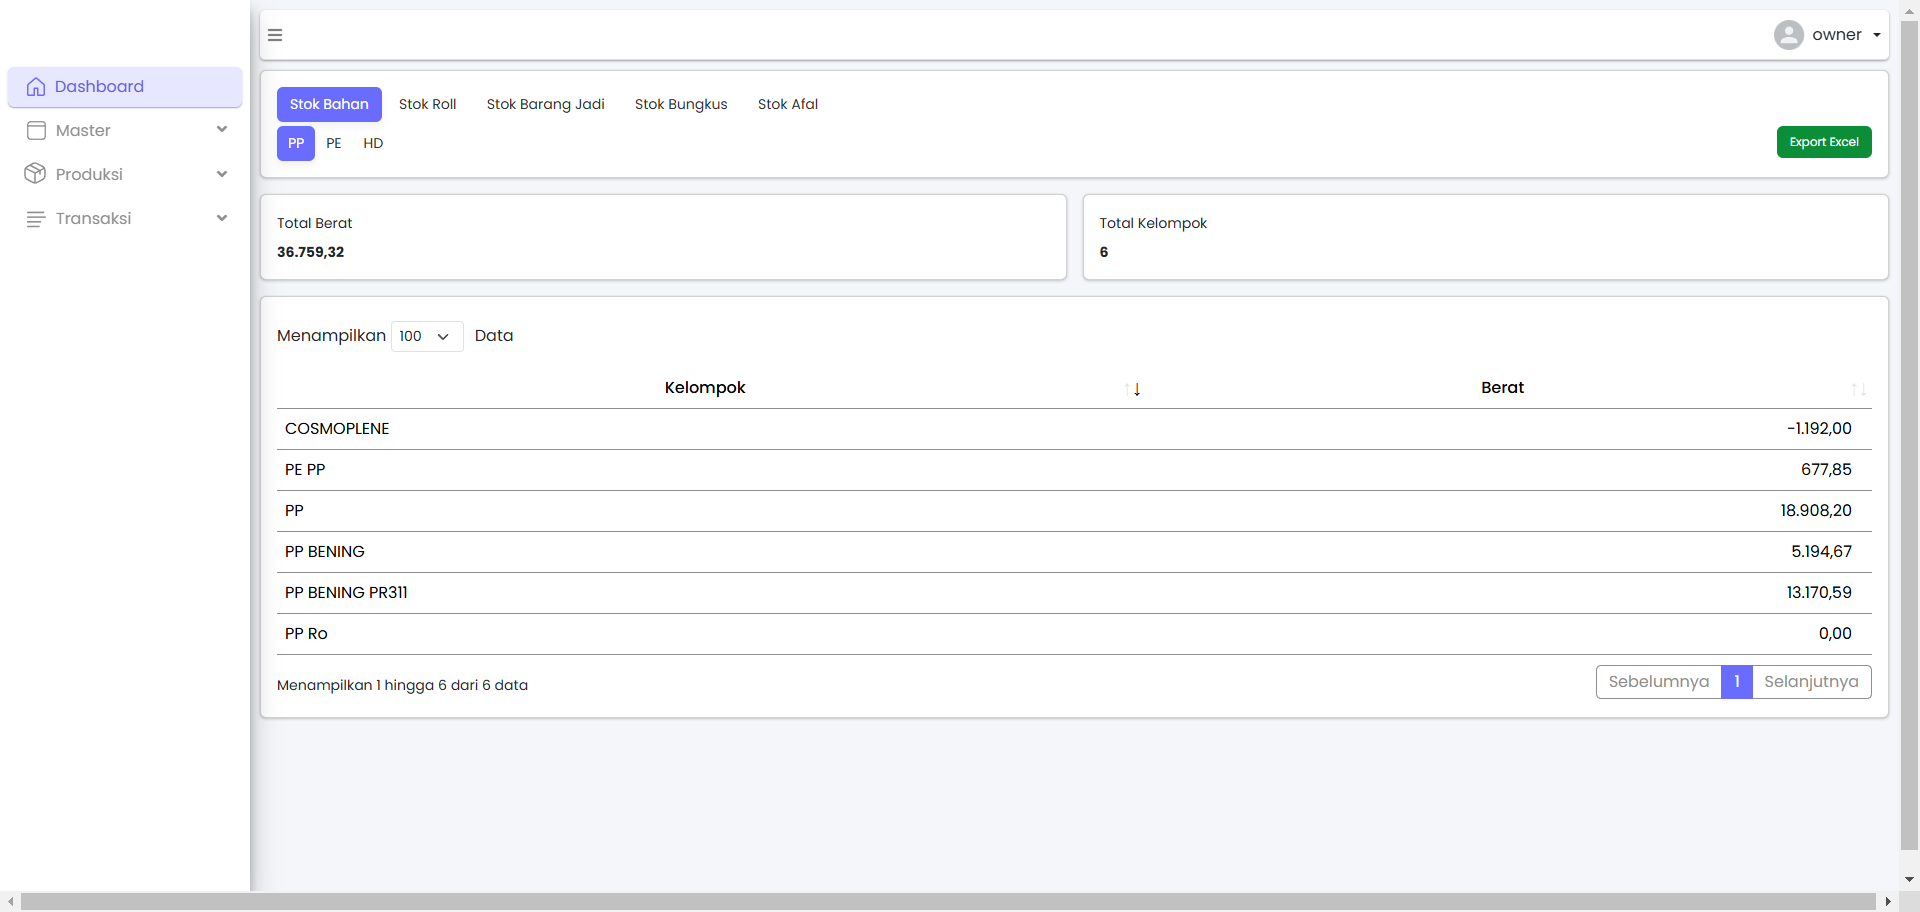 owner
Dashboard
Master
Produksi
Transaksi
Stok Bahan Stok Roll Stok Barang Jadi Stok Bungkus Stok Afal
PP PE HD
Export Excel
Total Berat
36.759,32
Total Kelompok
6
Menampilkan 100 Data
Kelompok Berat
COSMOPLENE -1.192,00
PE PP 677,85
PP 18.908,20
PP BENING 5.194,67
PP BENING PR311 13.170,59
PP Ro 0,00
Menampilkan 1 hingga 6 dari 6 data
Sebelumnya 1 Selanjutnya